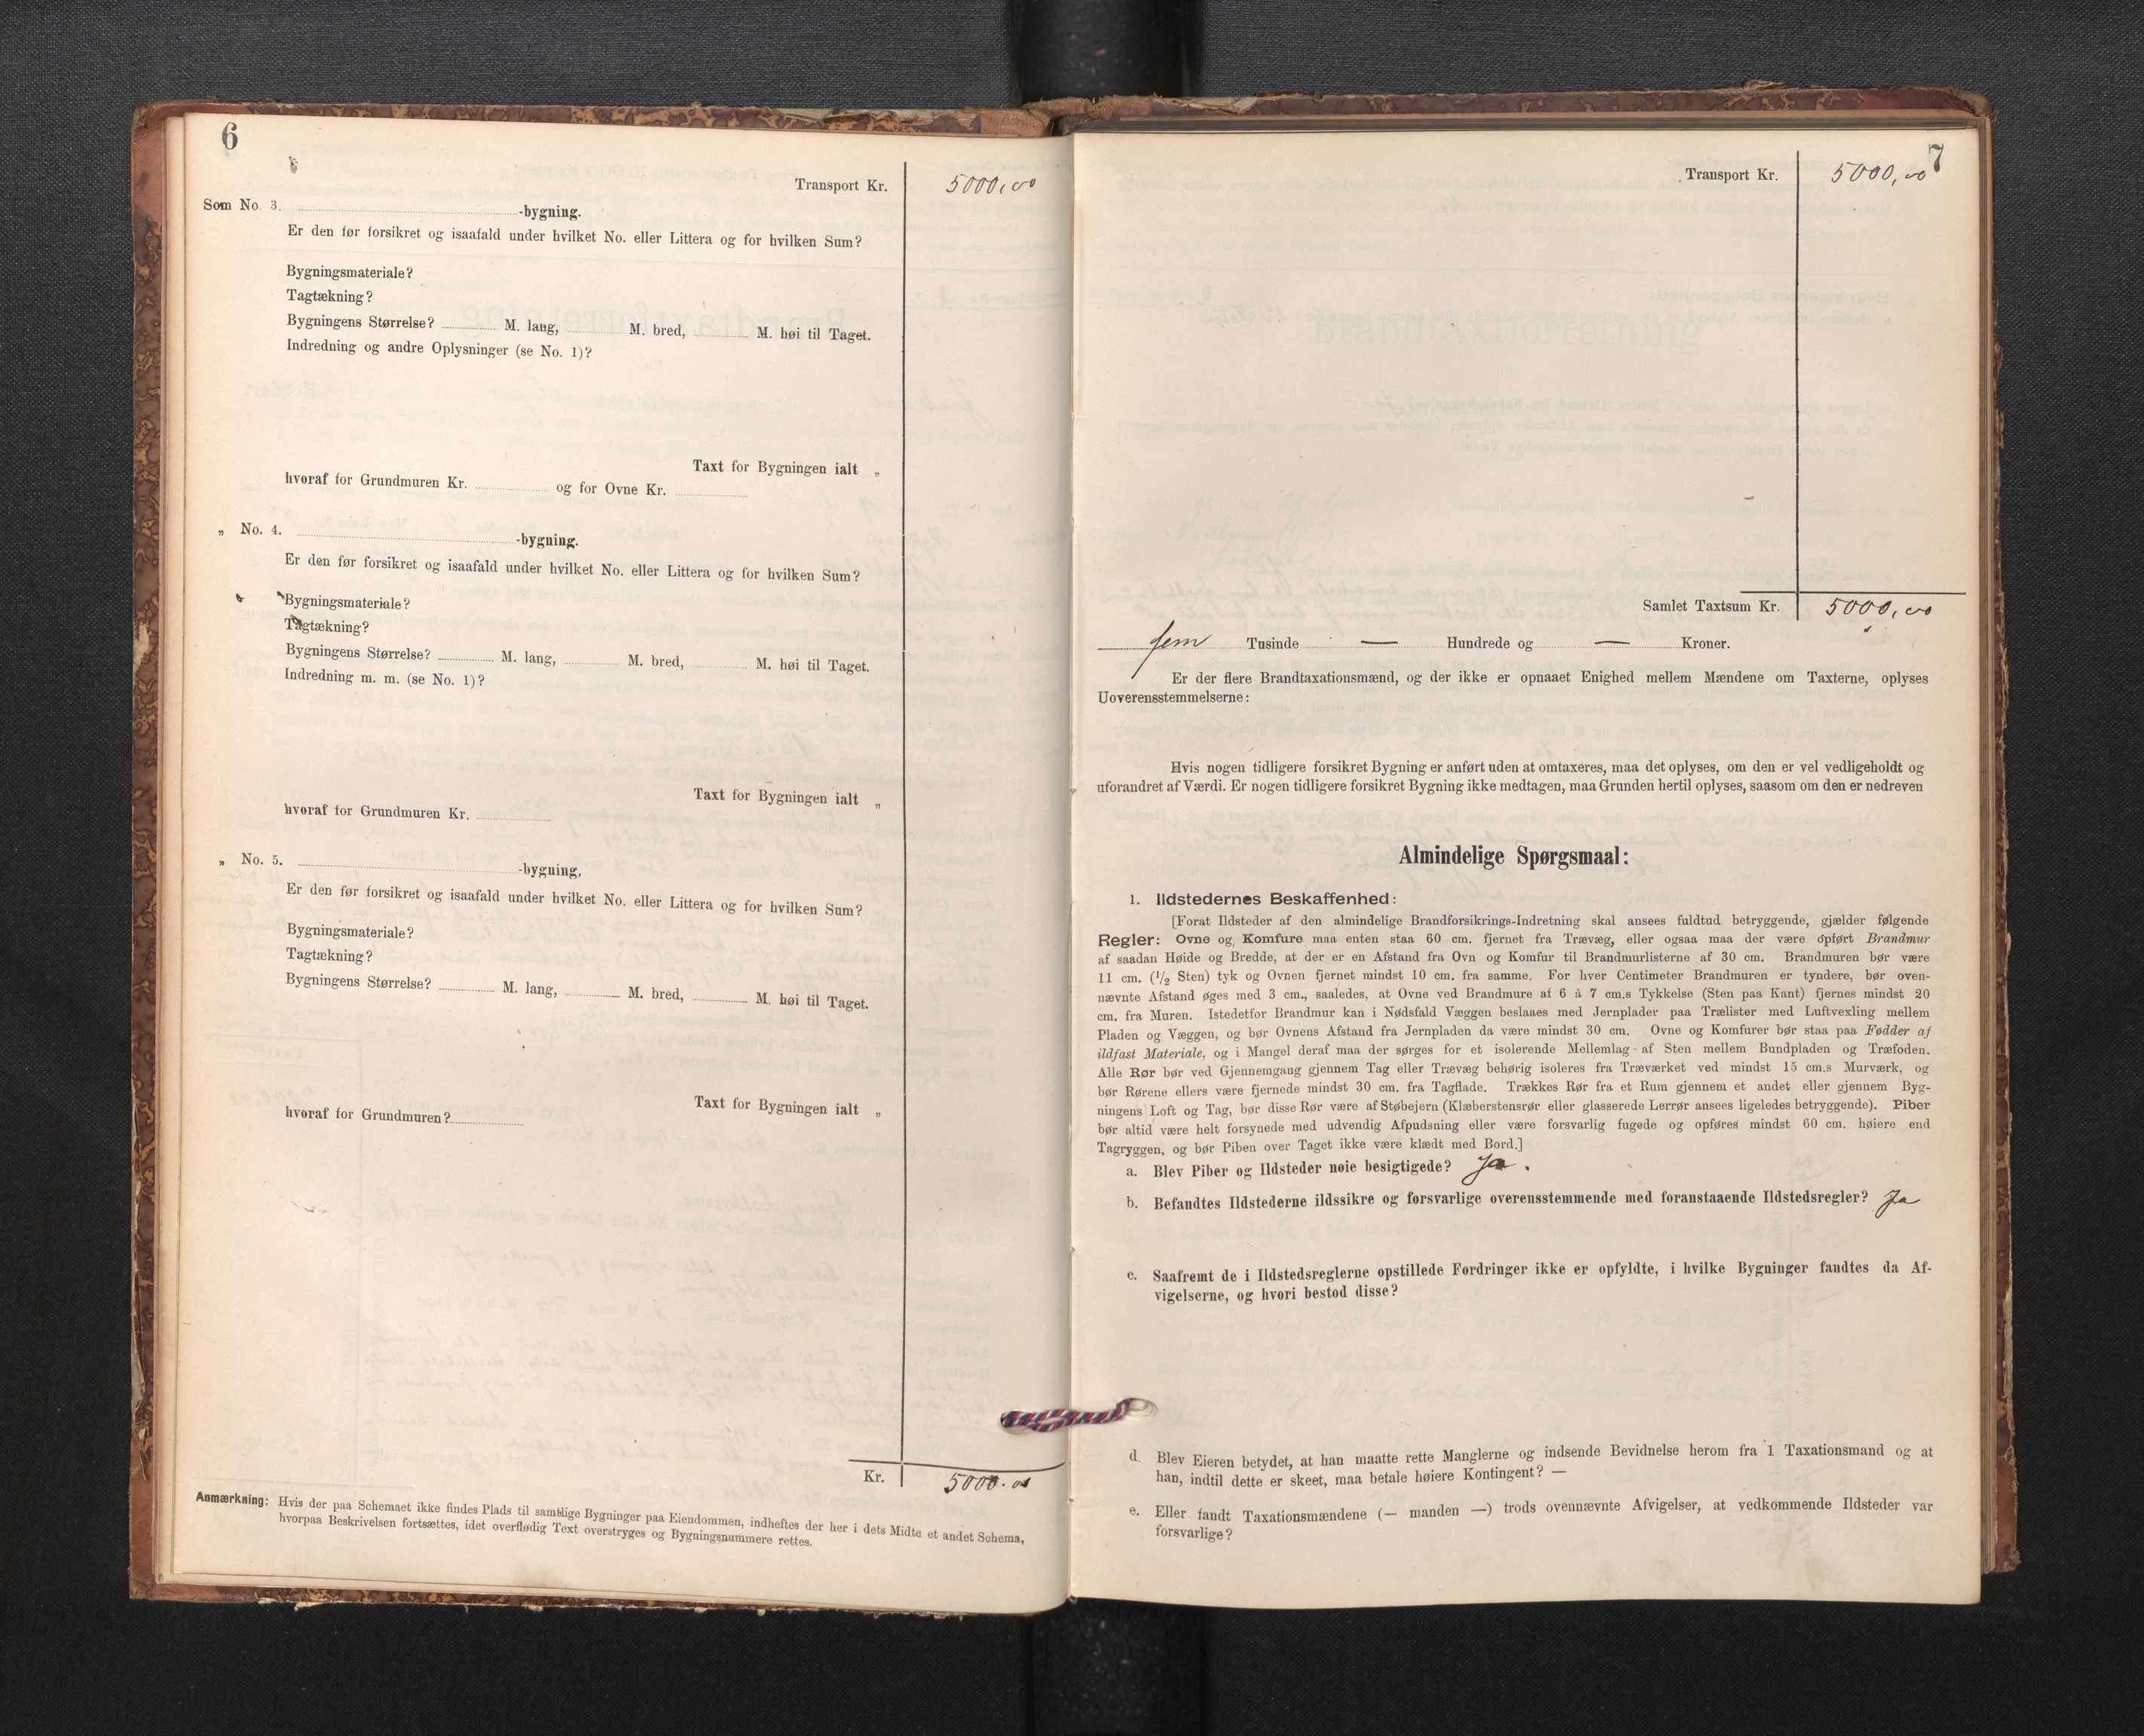 6
Transport Kr. 5000,00
Som No. 3. -bygning.
Er den før forsikret og isaafald under hvilket No. eller Littera og for hvilken Sum?
Bygningsmateriale?
Tagtækning?
Bygningens Størrelse? M. lang, M. bred, M. høi til Taget.
Indredning og andre Oplysninger (se No. 1)?
Taxt for Bygningen ialt „
hvoraf for Grundmuren Kr. og for Ovne Kr.
„ No. 4. -bygning.
Er den før forsikret og isaafald under hvilket No. eller Littera og for hvilken Sum?
Bygningsmateriale?
Tagtækning?
Bygningens Størrelse? M. lang, M. bred, M. høi til Taget.
Indredning m. m. (se No. 1)?
Taxt for Bygningen ialt „
hvoraf for Grundmuren Kr.
„ No. 5. -bygning,
Er den før forsikret og isaafald under hvilket No. eller Littera og for hvilken Sum?
Bygningsmateriale?
Tagtækning?
Bygningens Størrelse? M. lang, M. bred, M. høi til Taget.
Taxt for Bygningen ialt „
hvoraf for Grundmuren?
Kr. 5000.00
Anmærkning: Hvis der paa Schemaet ikke findes Plads til samtlige Bygninger paa Eiendommen, indheftes der her i dets Midte et andet Schema,
hvorpaa Beskrivelsen fortsættes, idet overflødig Text overstryges og Bygningsnummere rettes.
7
Transport Kr. 5000,00
Samlet Taxtsum Kr. 5000,00
fem Tusinde — Hundrede og — Kroner.
Er der flere Brandtaxationsmænd, og der ikke er opnaaet Enighed mellem Mændene om Taxterne, oplyses
Uoverensstemmelserne:
Hvis nogen tidligere forsikret Bygning er anført uden at omtaxeres, maa det oplyses, om den er vel vedligeholdt og
uforandret af Værdi. Er nogen tidligere forsikret Bygning ikke medtagen, maa Grunden hertil oplyses, saasom om den er nedreven
Almindelige Spørgsmaal:
1. Ildstedernes Beskaffenhed:
[Forat Ildsteder af den almindelige Brandforsikrings-Indretning skal ansees fuldtud betryggende, gjælder følgende
Regler: Ovne og Komfure maa enten staa 60 cm. fjernet fra Trævæg, eller ogsaa maa der være opført Brandmur
af saadan Høide og Bredde, at der er en Afstand fra Ovn og Komfur til Brandmurlisterne af 30 cm. Brandmuren bør være
11 cm. (1/2 Sten) tyk og Ovnen fjernet mindst 10 cm. fra samme. For hver Centimeter Brandmuren er tyndere, bør oven-
nævnte Afstand øges med 3 cm., saaledes, at Ovne ved Brandmure af 6 à 7 cm.s Tykkelse (Sten paa Kant) fjernes mindst 20
cm. fra Muren. Istedetfor Brandmur kan i Nødsfald Væggen beslaaes med Jernplader paa Trælister med Luftvexling mellem
Pladen og Væggen, og bør Ovnens Afstand fra Jernpladen da være mindst 30 cm. Ovne og Komfurer bør staa paa Fødder af
ildfast Materiale, og i Mangel deraf maa der sørges for et isolerende Mellemlag af Sten mellem Bundpladen og Træfoden.
Alle Rør bør ved Gjennemgang gjennem Tag eller Trævæg behørig isoleres fra Træværket ved mindst 15 cm.s Murværk, og
bør Rørene ellers være fjernede mindst 30 cm. fra Tagflade. Trækkes Rør fra et Rum gjennem et andet eller gjennem Byg-
ningens Loft og Tag, bør disse Rør være af Støbejern (Klæberstensrør eller glasserede Lerrør ansees ligeledes betryggende). Piber
bør altid være helt forsynede med udvendig Afpudsning eller være forsvarlig fugede og opføres mindst 60 cm. høiere end
Tagryggen, og bør Piben over Taget ikke være klædt med Bord.]
a. Blev Piber og Ildsteder nøie besigtigede? Ja.
b. Befandtes Ildstederne ildssikre og forsvarlige overensstemmende med foranstaaende Ildstedsregler? Ja
c. Saafremt de i Ildstedsreglerne opstillede Fordringer ikke er opfyldte, i hvilke Bygninger fandtes da Af-
vigelserne, og hvori bestod disse?
d. Blev Eieren betydet, at han maatte rette Manglerne og indsende Bevidnelse herom fra 1 Taxationsmand og at
han, indtil dette er skeet, maa betale høiere Kontingent? —
e. Eller fandt Taxationsmændene (— manden —) trods ovennævnte Afvigelser, at vedkommende Ildsteder var
forsvarlige?